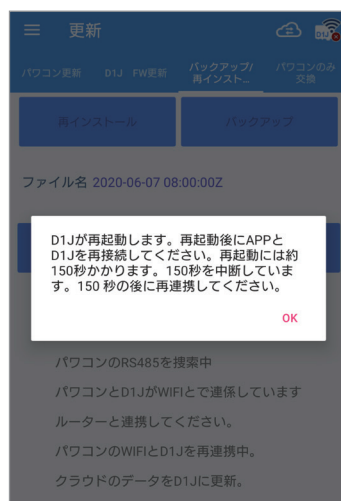 更新
D1J
パワコン更新 D1J FW更新 バックアップ/ パワコンのみ
再インスト... 交換
再インストール バックアップ
ファイル名 2020-06-07 08:00:00Z
D1Jが再起動します。再起動後にAPPと
D1Jを再接続してください。再起動には約
150秒かかります。150秒を中断していま
す。150 秒の後に再連携してください。
OK
パワコンのRS485を捜索中
パワコンとD1JがWIFIとで連係しています
ルーターと連携してください。
パワコンのWIFIとD1Jを再連携中。
クラウドのデータをD1Jに更新。